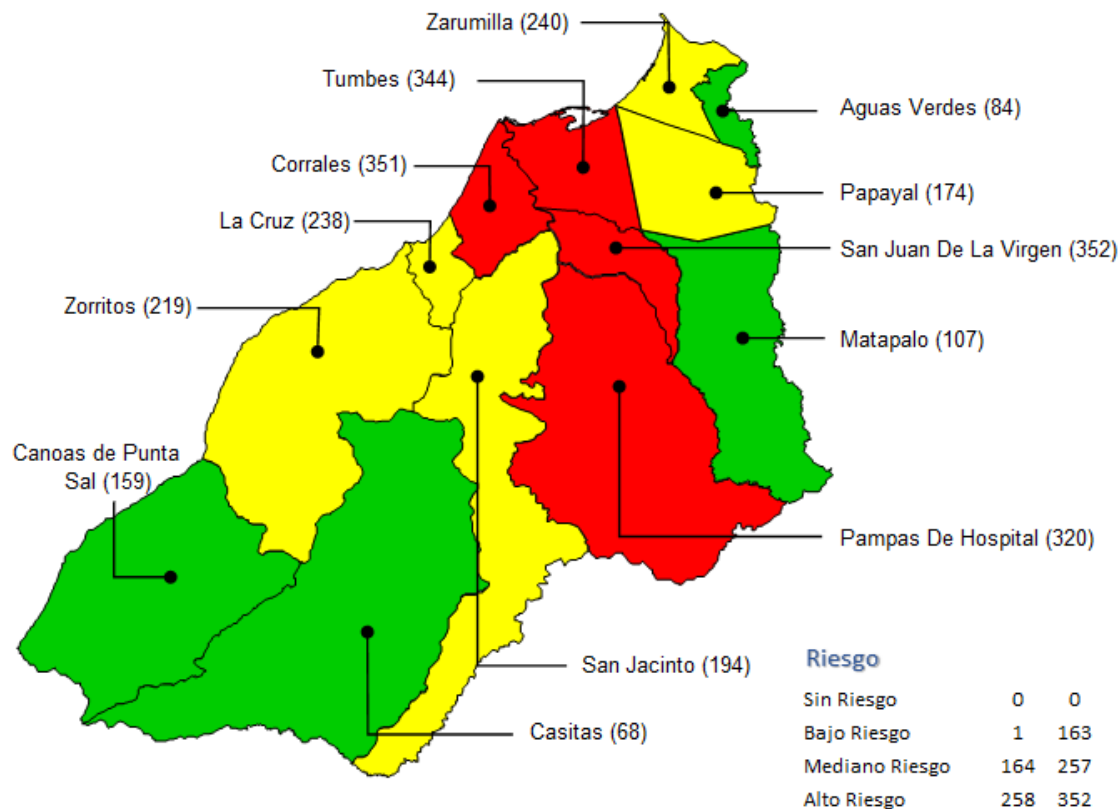 Zarumilla (240)
Tumbes (344)
Aguas Verdes (84)
Corrales (351)
Papayal (174)
La Cruz (238)
San Juan De La Virgen (352)
Zorritos (219)
Matapalo (107)
Canoas de Punta
Sal (159)
Pampas De Hospital (320)
San Jacinto (194)
Casitas (68)
Riesgo
Sin Riesgo 0 0
Bajo Riesgo 1 163
Mediano Riesgo 164 257
Alto Riesgo 258 352